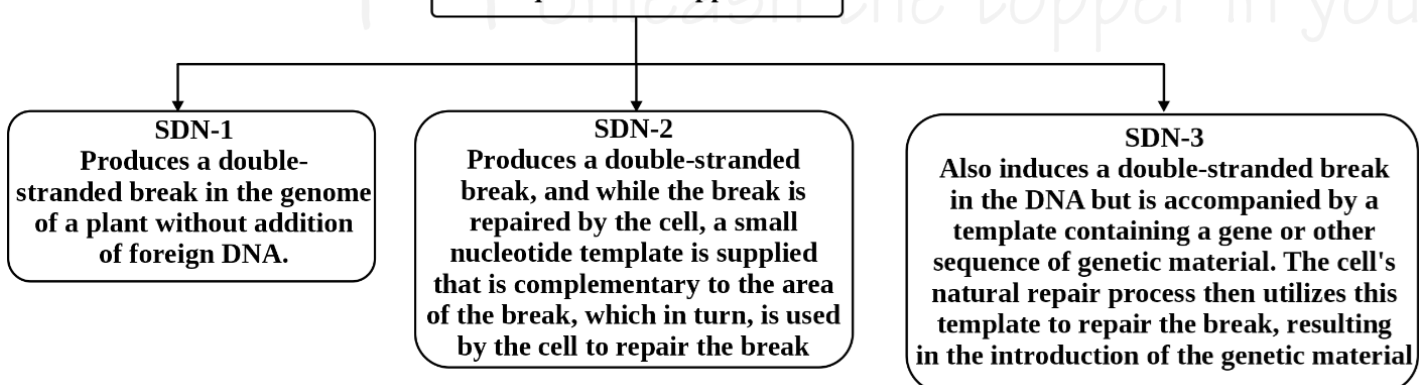 unleash the topper in you
SDN-1
Produces a double-
stranded break in the genome
of a plant without addition
of foreign DNA.
SDN-2
Produces a double-stranded
break, and while the break is
repaired by the cell, a small
nucleotide template is supplied
that is complementary to the area
of the break, which in turn, is used
by the cell to repair the break
SDN-3
Also induces a double-stranded break
in the DNA but is accompanied by a
template containing a gene or other
sequence of genetic material. The cell's
natural repair process then utilizes this
template to repair the break, resulting
in the introduction of the genetic material